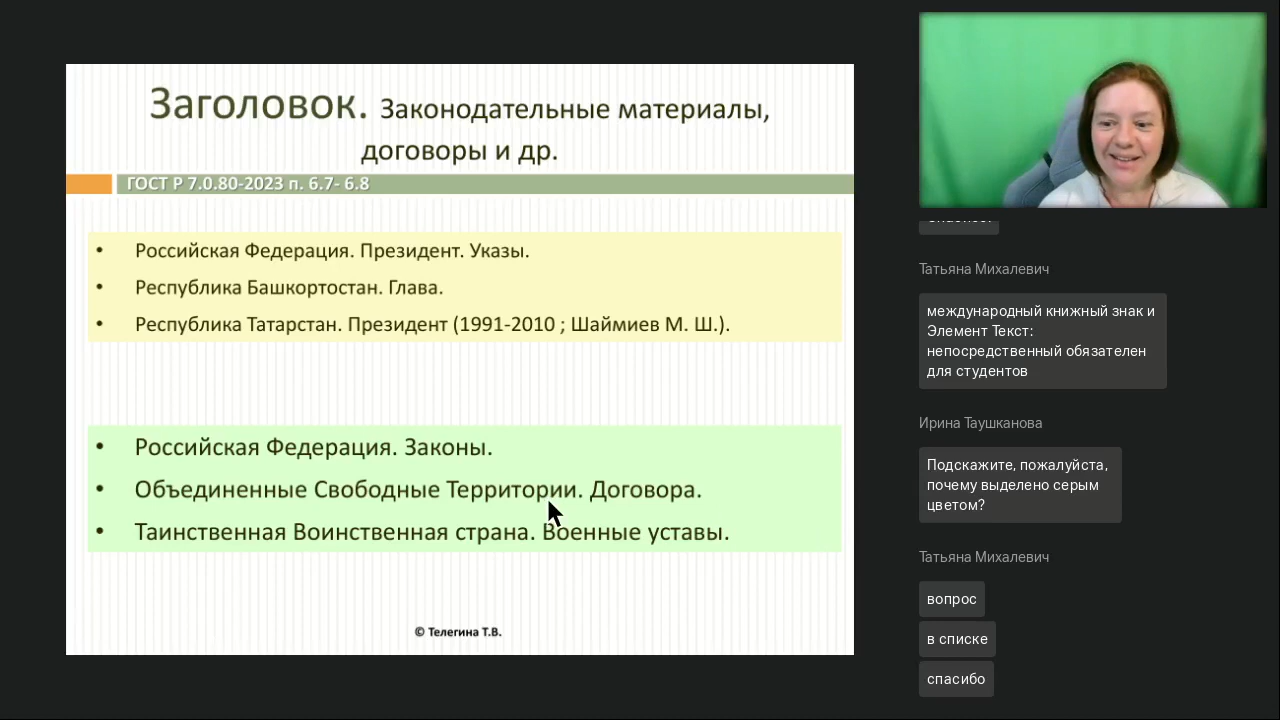 Заголовок. Законодательные материалы,
договоры и др.
ГОСТ Р 7.0.80-2023 п. 6.7- 6.8
• Российская Федерация. Президент. Указы.
• Республика Башкортостан. Глава.
• Республика Татарстан. Президент (1991-2010 ; Шаймиев М. Ш.).
• Российская Федерация. Законы.
• Объединенные Свободные Территории. Договора.
• Таинственная Воинственная страна. Военные уставы.
© Телегина Т.В.
Татьяна Михалевич
международный книжный знак и
Элемент Текст:
непосредственный обязателен
для студентов
Ирина Таушканова
Подскажите, пожалуйста,
почему выделено серым
цветом?
Татьяна Михалевич
вопрос
в списке
спасибо